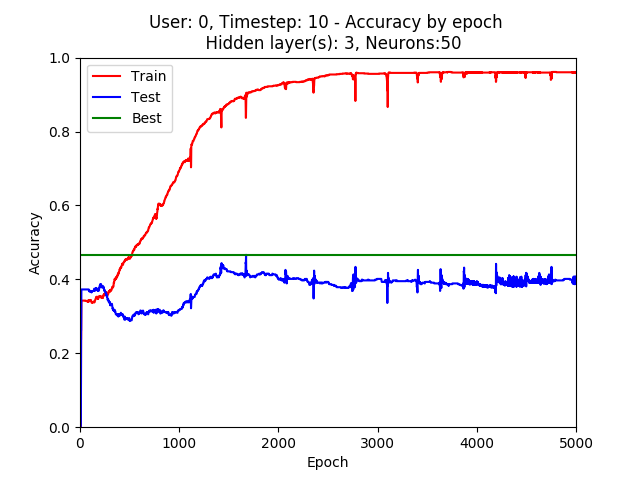 User: 0, Timestep: 10 - Accuracy by epoch
Hidden layer(s): 3, Neurons:50
1.0
0.8
0.6
0.4
0.2
0.0
Accuracy
Train
Test
Best
0
1000
2000
3000
4000
5000
Epoch